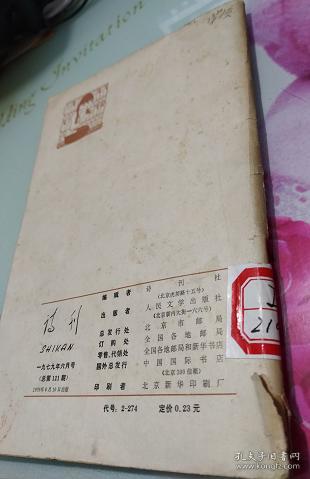 ding Invitation
诗刊
SHIKAN
一九七九年六月号
（总第121期）
1979年6月10日出版
编辑者 诗刊社
（北京虎坊路十五号）
出版者 人民文学出版社
（北京朝内大街一六六号）
总发行处 北京市邮局
订购处 全国各地邮局
零售、代销处 全国各地邮局和新华书店
国外总发行 中国国际书店
（北京399信箱）
印刷者 北京新华印刷厂
代号：2-274 定价0.23元
工
21
孔夫子旧书网